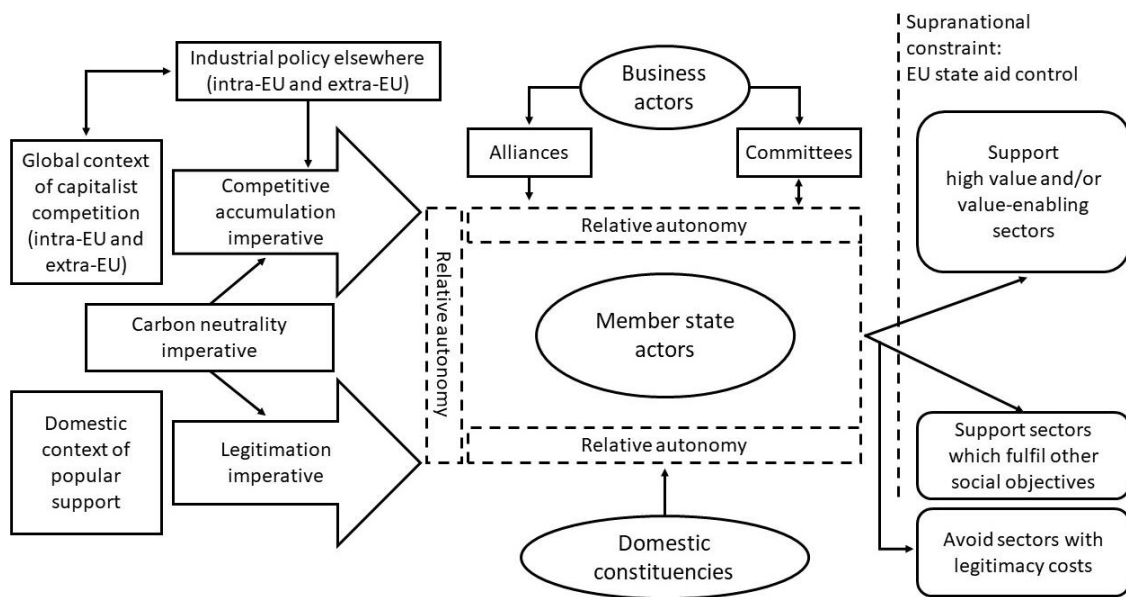 Industrial policy elsewhere
(intra-EU and extra-EU)
Global context
of capitalist
competition
(intra-EU and
extra-EU)
Competitive
accumulation
imperative
Carbon neutrality
imperative
Domestic
context of
popular
support
Legitimation
imperative
Business
actors
Alliances
Committees
Relative autonomy
Relative autonomy
Member state
actors
Relative autonomy
Domestic
constituencies
Supranational
constraint:
EU state aid control
Support
high value and/or
value-enabling
sectors
Support sectors
which fulfil other
social objectives
Avoid sectors with
legitimacy costs